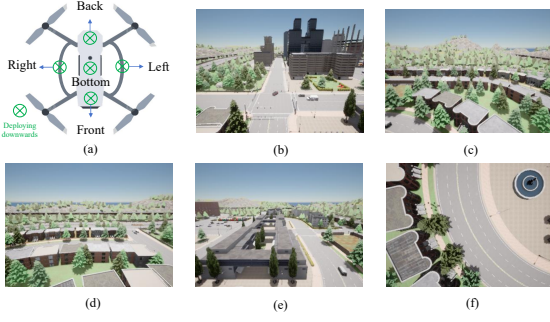 Back
Right
Left
Bottom
Deploying
downwards
Front
(a)
(b)
(c)
(d)
(e)
(f)